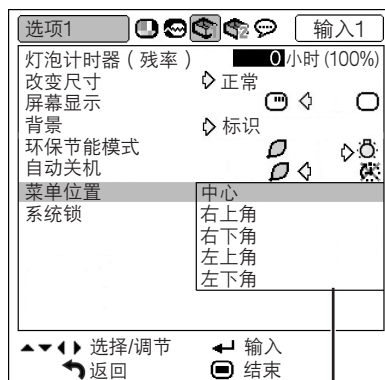 选项1 输入1
灯泡计时器（残率） 0 小时 (100%)
改变尺寸 正常
屏幕显示
背景 标识
环保节能模式
自动关机
菜单位置 中心
系统锁 右上角
右下角
左上角
左下角
选择/调节 输入
返回 结束